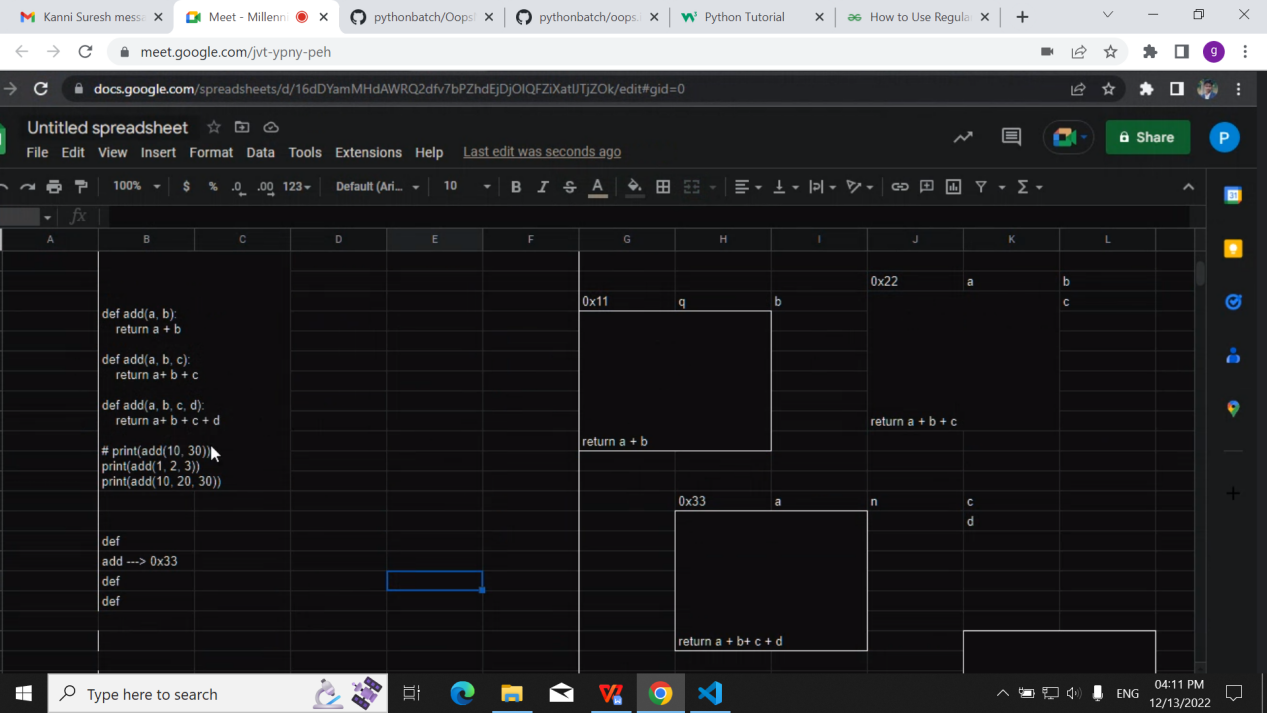 Kanni Suresh messa
Meet - Millenni
pythonbatch/Oops
pythonbatch/oops.
Python Tutorial
How to Use Regula
meet.google.com/jvt-ypny-peh
g
docs.google.com/spreadsheets/d/16dDYamMHdAWRQ2dfv7bPZhdEjDjOIQFZiXatIJTjZOk/edit#gid=0
Untitled spreadsheet
File Edit View Insert Format Data Tools Extensions Help Last edit was seconds ago
Share
P
100% $ % .0 .00 123 Default (Ari... 10 B I S A
fx
A B C D E F G H I J K L
0x22 a b
0x11 q b c
def add(a, b):
return a + b
def add(a, b, c):
return a+ b + c
def add(a, b, c, d):
return a+ b + c + d
return a + b + c
return a + b
# print(add(10, 30))
print(add(1, 2, 3))
print(add(10, 20, 30))
0x33 a n c
d
def
add ---> 0x33
def
def
return a + b+ c + d
Type here to search
ENG
04:11 PM
12/13/2022